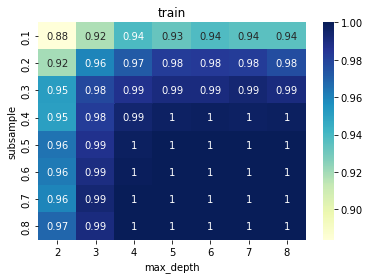 train
0.1 0.88 0.92 0.94 0.93 0.94 0.94 0.94
0.2 0.92 0.96 0.97 0.98 0.98 0.98 0.98
0.3 0.95 0.98 0.99 0.99 0.99 0.99 0.99
0.4 0.95 0.98 0.99 1 1 1 1
0.5 0.96 0.99 1 1 1 1 1
0.6 0.96 0.99 1 1 1 1 1
0.7 0.96 0.99 1 1 1 1 1
0.8 0.97 0.99 1 1 1 1 1
2 3 4 5 6 7 8
max_depth
subsample
1.00
0.98
0.96
0.94
0.92
0.90